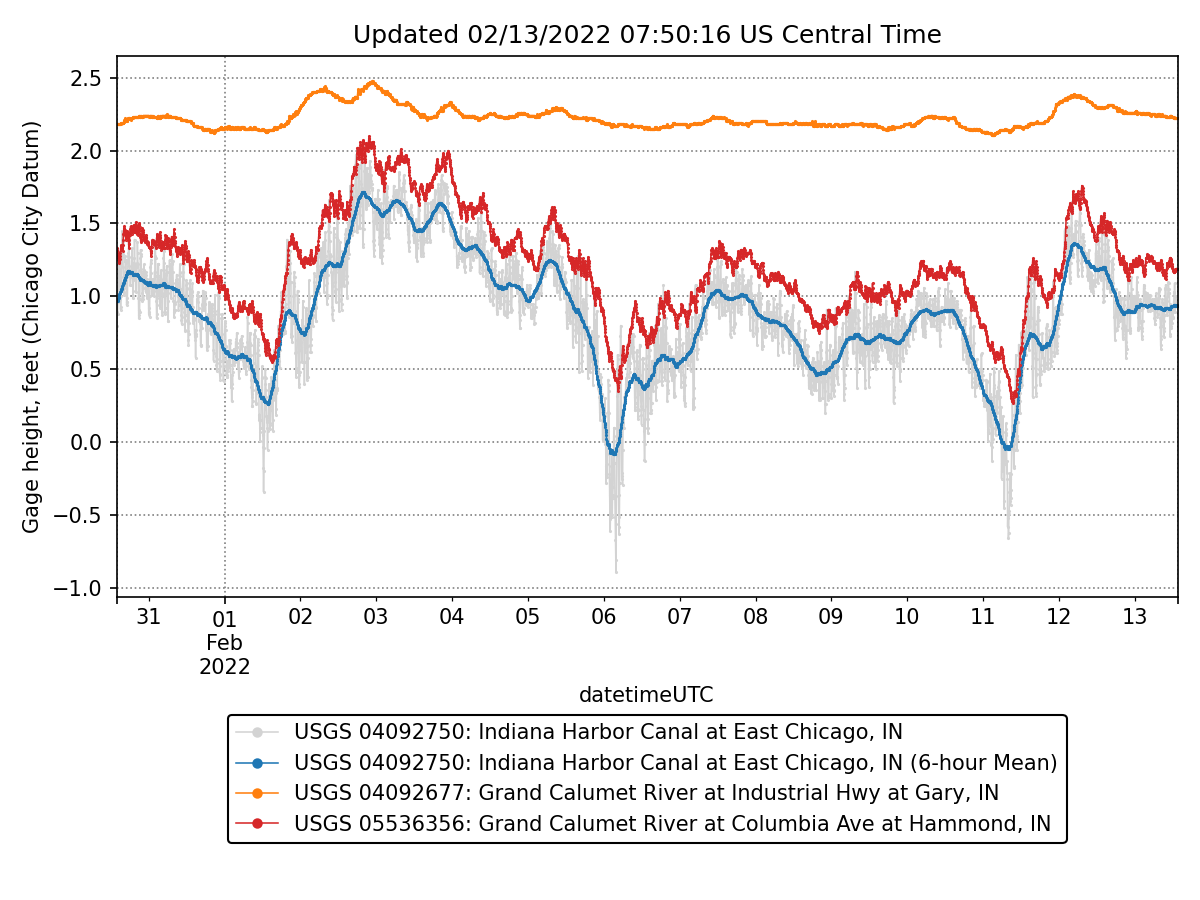 Updated 02/13/2022 07:50:16 US Central Time
Gage height, feet (Chicago City Datum)
2.5
2.0
1.5
1.0
0.5
0.0
−0.5
−1.0
31 01 02 03 04 05 06 07 08 09 10 11 12 13
Feb
2022
datetimeUTC
USGS 04092750: Indiana Harbor Canal at East Chicago, IN
USGS 04092750: Indiana Harbor Canal at East Chicago, IN (6-hour Mean)
USGS 04092677: Grand Calumet River at Industrial Hwy at Gary, IN
USGS 05536356: Grand Calumet River at Columbia Ave at Hammond, IN